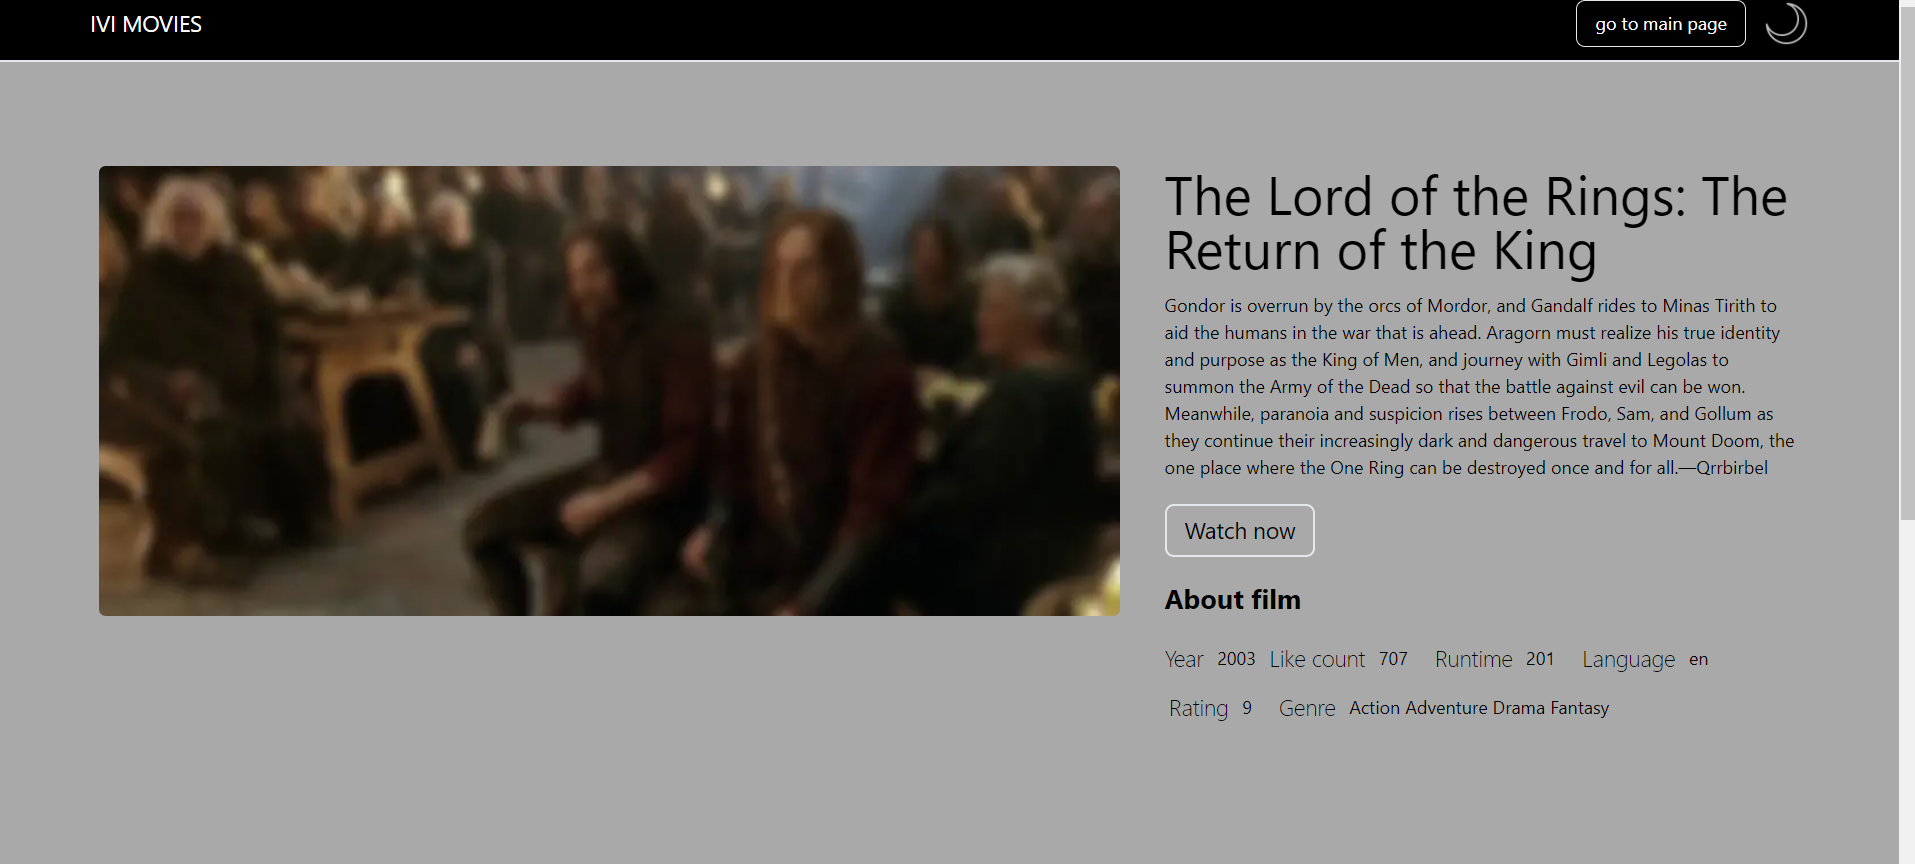 IVI MOVIES
go to main page
The Lord of the Rings: The
Return of the King
Gondor is overrun by the orcs of Mordor, and Gandalf rides to Minas Tirith to
aid the humans in the war that is ahead. Aragorn must realize his true identity
and purpose as the King of Men, and journey with Gimli and Legolas to
summon the Army of the Dead so that the battle against evil can be won.
Meanwhile, paranoia and suspicion rises between Frodo, Sam, and Gollum as
they continue their increasingly dark and dangerous travel to Mount Doom, the
one place where the One Ring can be destroyed once and for all.—Qrrbirbel
Watch now
About film
Year 2003 Like count 707 Runtime 201 Language en
Rating 9 Genre Action Adventure Drama Fantasy